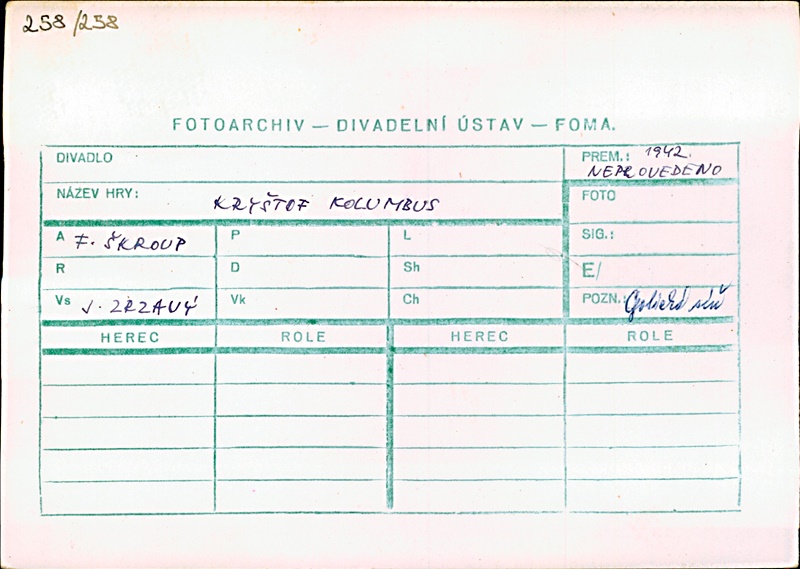 258/258
FOTOARCHIV — DIVADELNÍ ÚSTAV — FOMA.
DIVADLO
PREM.: 1942.
NEPROVEDENO
NÁZEV HRY: KRYŠTOF KOLUMBUS
FOTO
A F. ŠKROUP P L SIG.:
R D Sh E/
Vs J. ZRZAVÝ Vk Ch POZN.:
HEREC ROLE HEREC ROLE